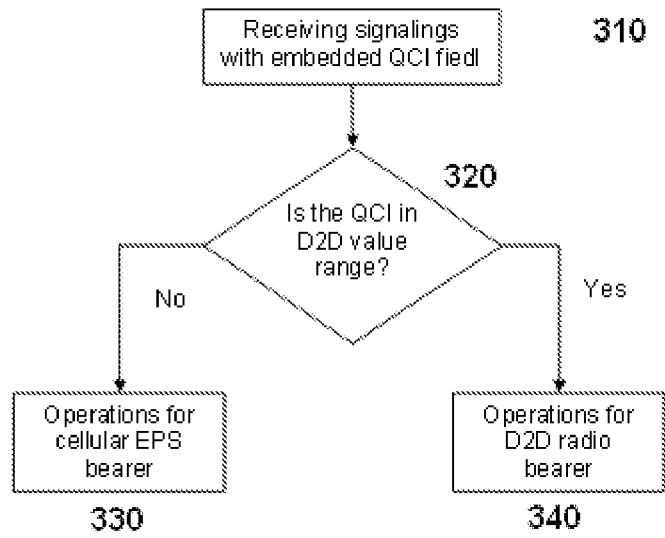 Receiving signalings
with embedded QCI fiedl
310
320
Is the QCI in
D2D value
range?
No
Yes
Operations for
cellular EPS
bearer
Operations for
D2D radio
bearer
330
340